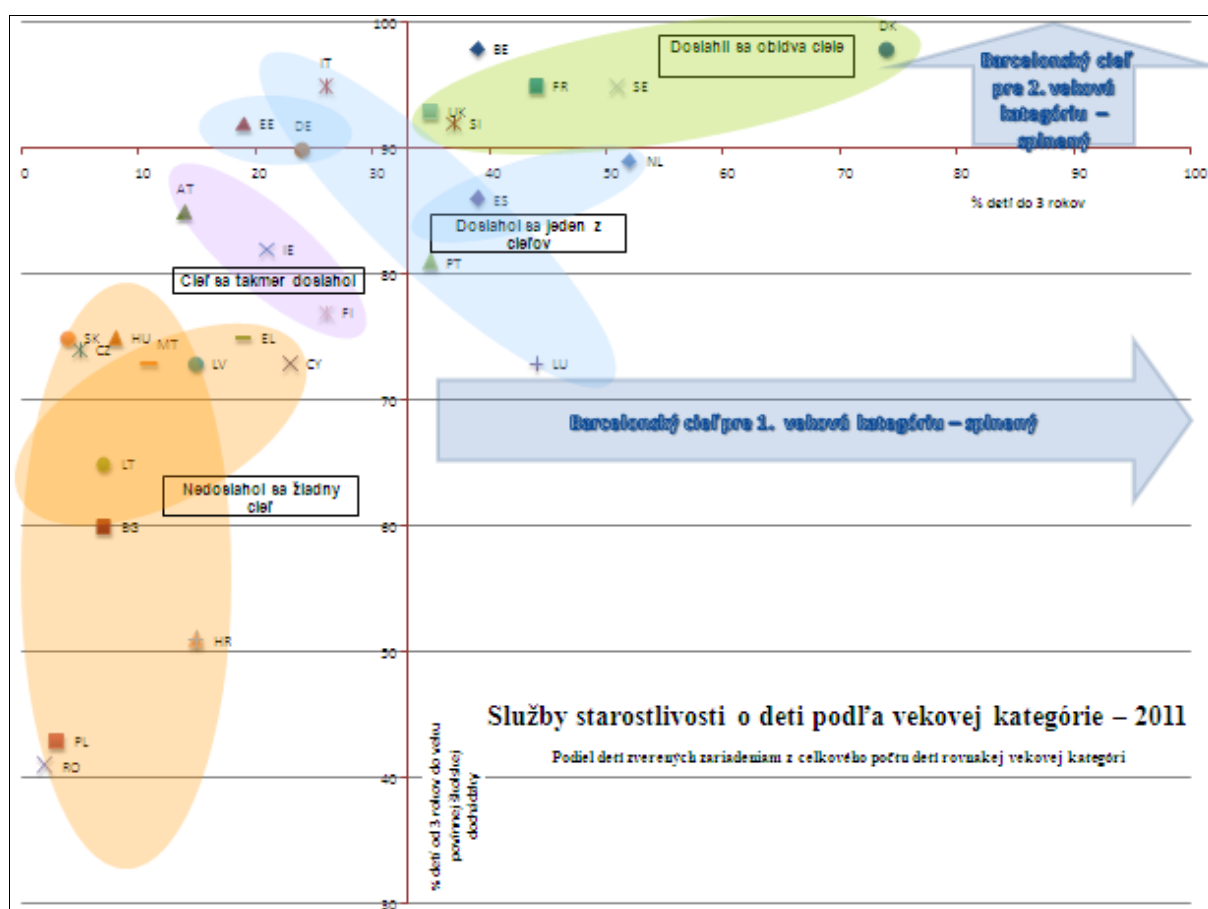 100
DK
BE
Dosiahli sa obidva ciele
Barcelonský cieľ
pre 2. vekovú
kategóriu –
splnený
IT
FR
SE
UK
SI
EE
DE
90
NL
0
10
20
30
40
50
60
70
80
90
100
AT
ES
% detí do 3 rokov
Dosiahol sa jeden z
cieľov
IE
PT
80
Cieľ sa takmer dosiahol
FI
SK
HU
MT
EL
CZ
LV
CY
LU
70
Barcelonský cieľ pre 1. vekovú kategóriu – splnený
LT
Nedosiahol sa žiadny
cieľ
BG
60
HR
50
Služby starostlivosti o deti podľa vekovej kategórie – 2011
Podiel detí zverených zariadeniam z celkového počtu detí rovnakej vekovej kategórií
PL
RO
40
% detí od 3 rokov do veku
povinnej školskej
dochádzky
30